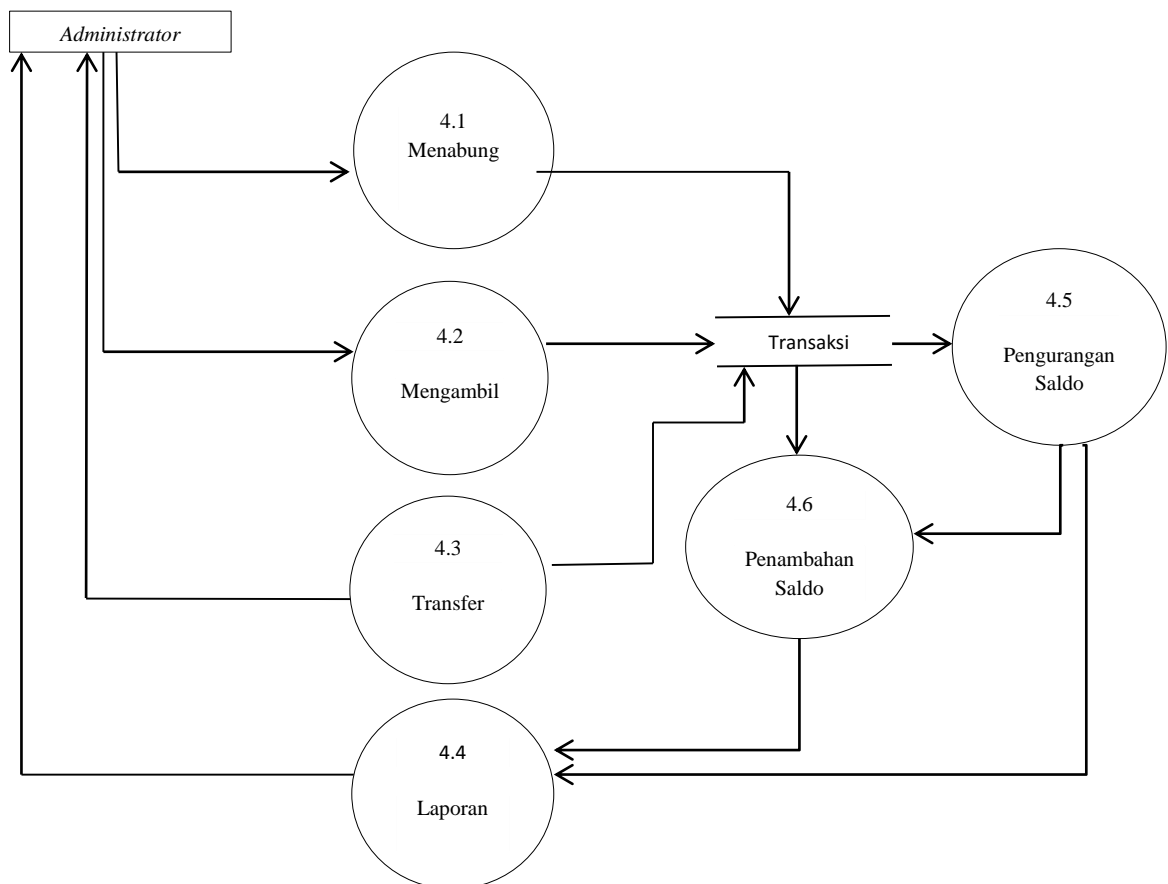 Administrator
4.1
Menabung
4.2
Mengambil
Transaksi
4.5
Pengurangan
Saldo
4.6
Penambahan
Saldo
4.3
Transfer
4.4
Laporan